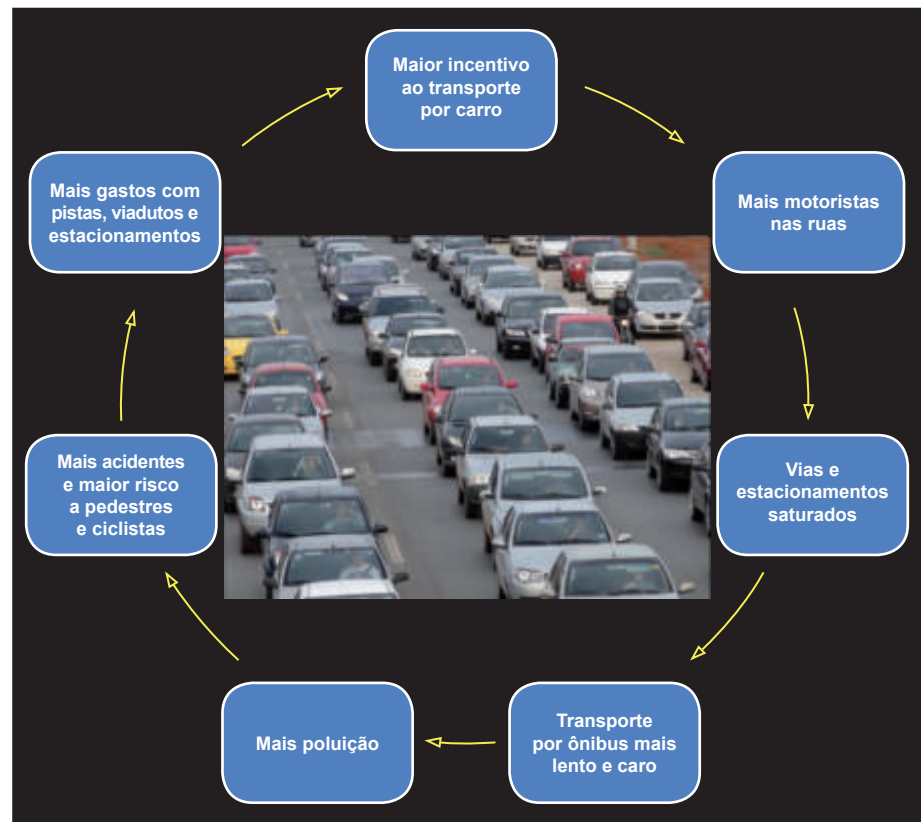 Maior incentivo
ao transporte
por carro
Mais motoristas
nas ruas
Vias e
estacionamentos
saturados
Transporte
por ônibus mais
lento e caro
Mais poluição
Mais acidentes
e maior risco
a pedestres
e ciclistas
Mais gastos com
pistas, viadutos e
estacionamentos